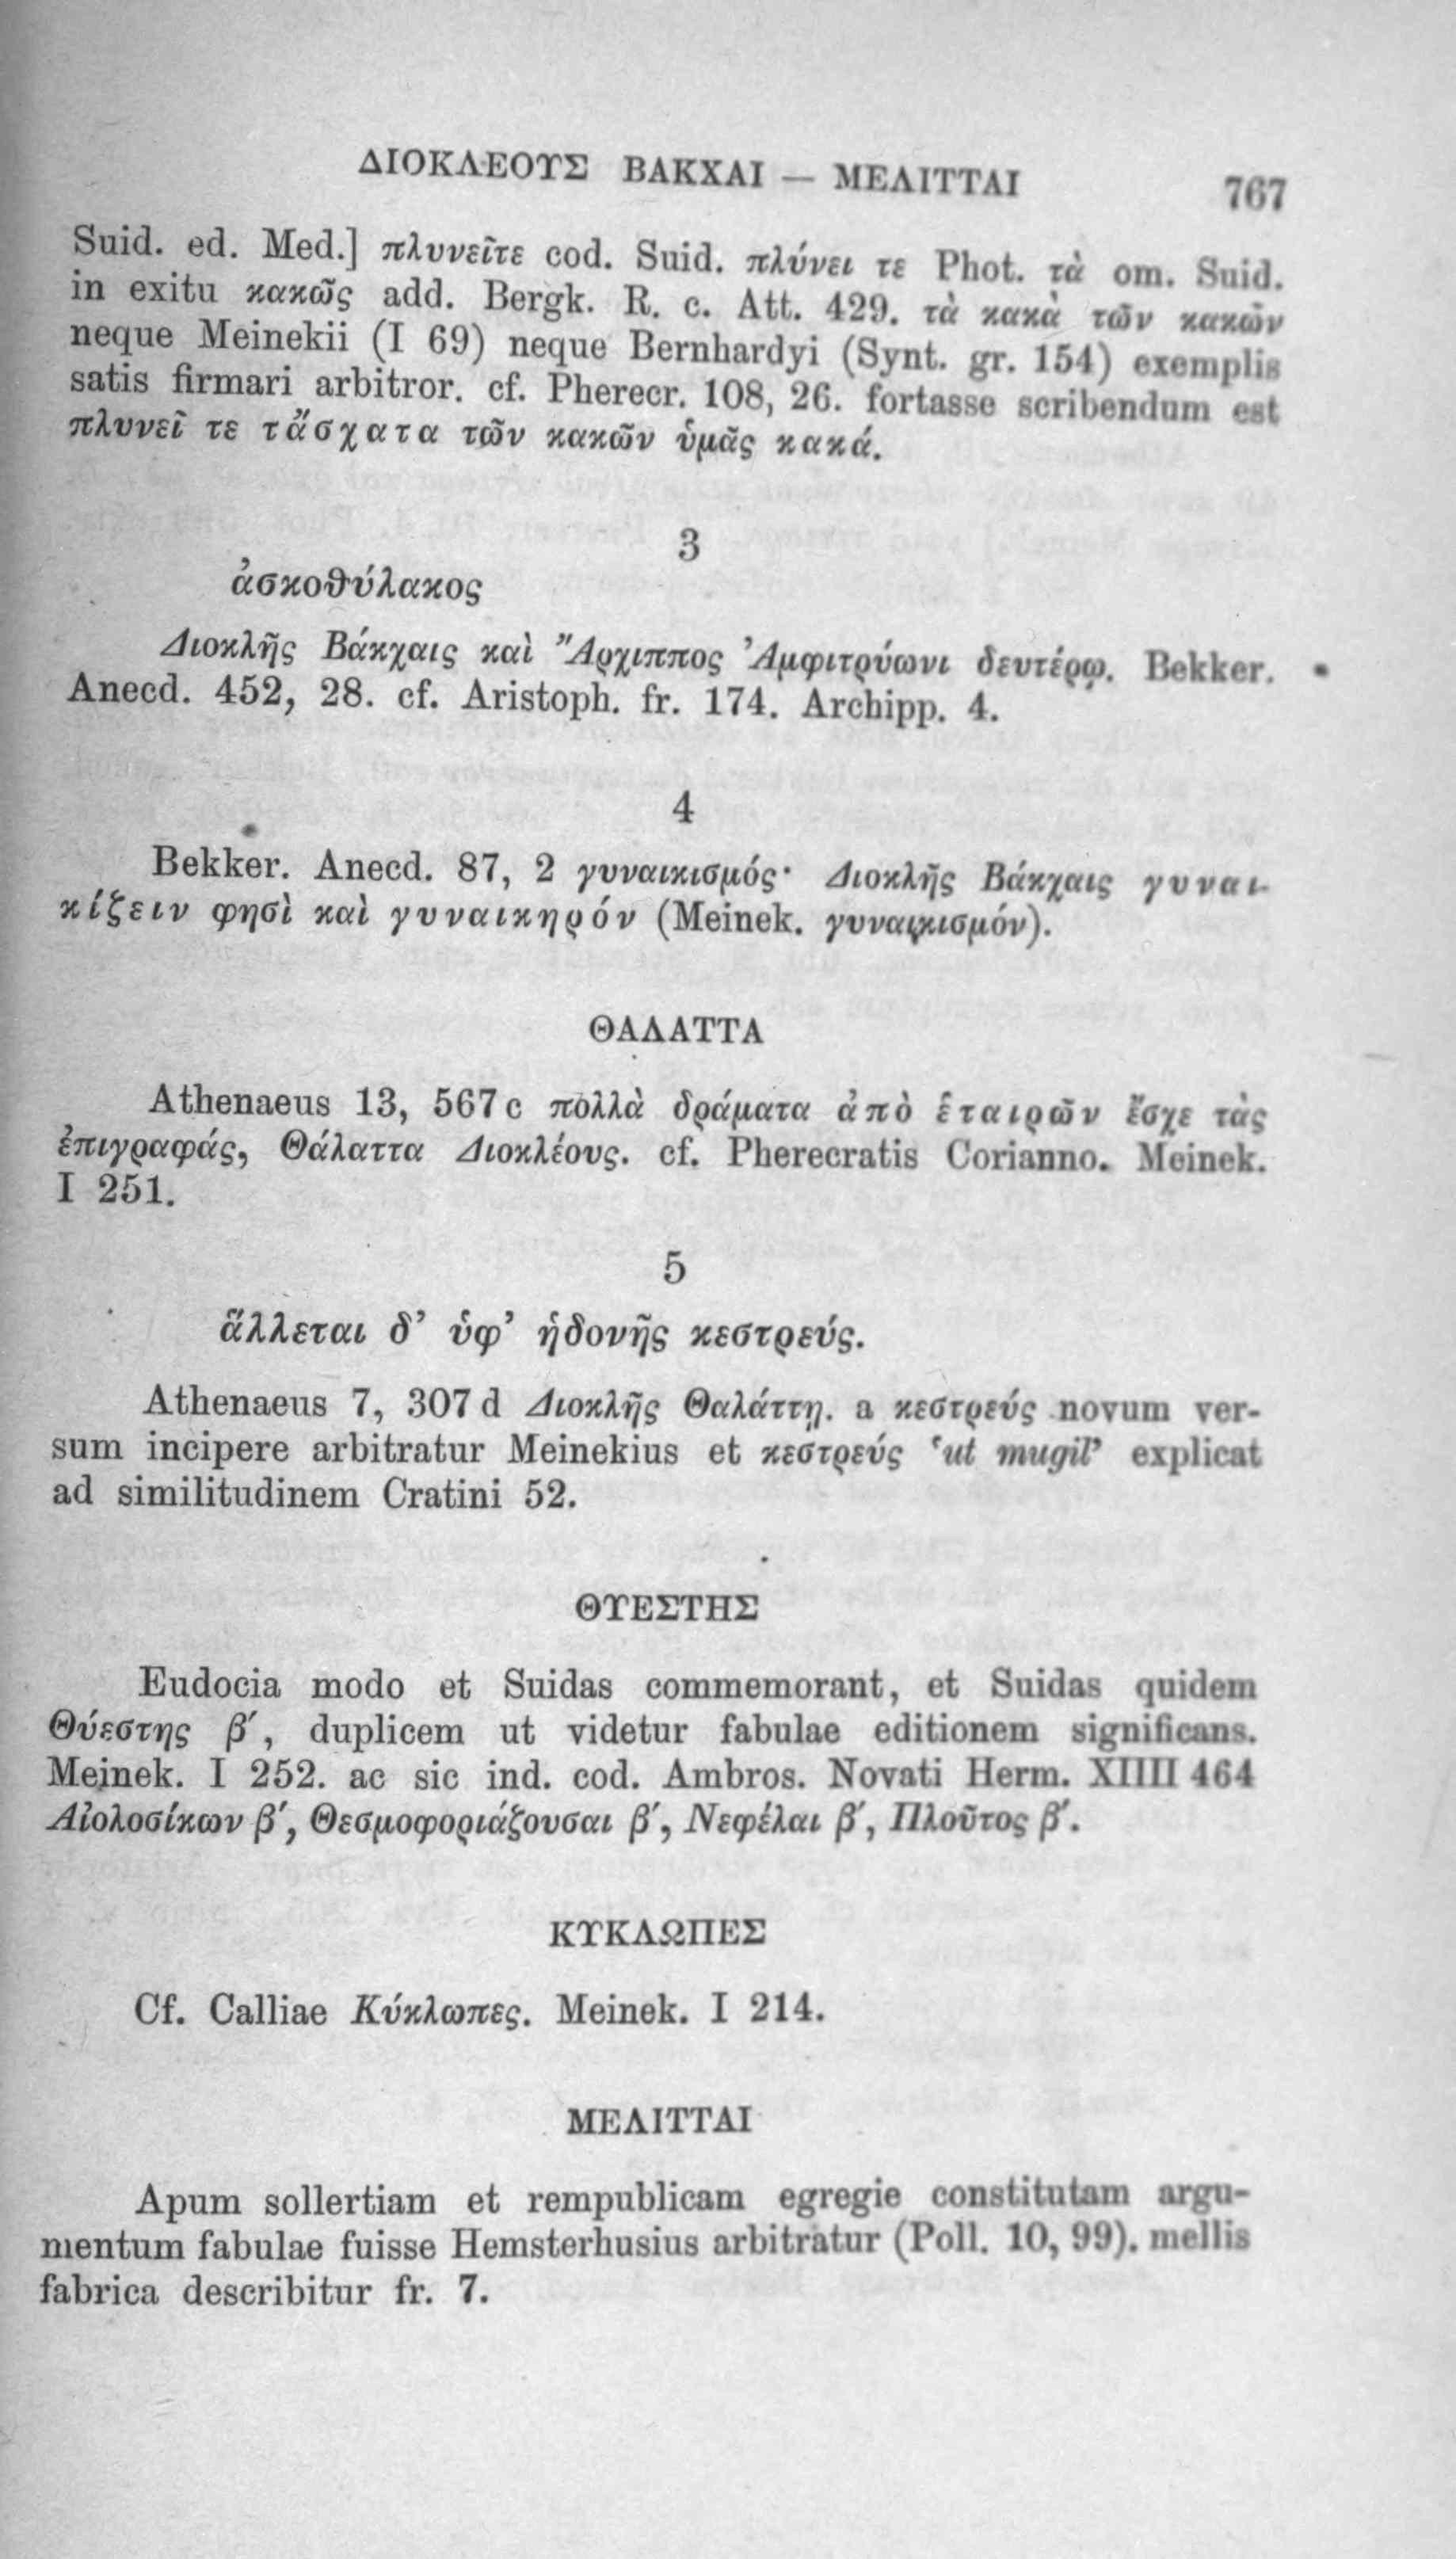 ΔΙΟΚΛΕΟΥΣ ΒΑΚΧΑΙ — ΜΕΛΙΤΤΑΙ 767
Suid. ed. Med.] πλυνεῖτε cod. Suid. πλύνει τε Phot. τὰ om. Suid.
in exitu κακῶς add. Bergk. R. c. Att. 429. τὰ κακὰ τῶν κακῶν
neque Meinekii (I 69) neque Bernhardyi (Synt. gr. 154) exemplis
satis firmari arbitror. cf. Pherecr. 108, 26. fortasse scribendum est
πλυνεῖ τε τἄσχατα τῶν κακῶν ὑμᾶς κακά.
3
ἀσκοθύλακος
Διοκλῆς Βάκχαις καὶ Ἄρχιππος Ἀμφιτρύωνι δευτέρῳ. Bekker.
Anecd. 452, 28. cf. Aristoph. fr. 174. Archipp. 4.
4
Bekker. Anecd. 87, 2 γυναικισμός· Διοκλῆς Βάκχαις γυναι-
κίζειν φησὶ καὶ γυναικηρόν (Meinek. γυναικισμόν).
ΘΑΛΑΤΤΑ
Athenaeus 13, 567 c πολλὰ δράματα ἀπὸ ἑταιρῶν ἔσχε τὰς
ἐπιγραφάς, Θάλαττα Διοκλέους. cf. Pherecratis Corianno. Meinek.
I 251.
5
ἅλλεται δ’ ὑφ’ ἡδονῆς κεστρεύς.
Athenaeus 7, 307 d Διοκλῆς Θαλάττῃ. a κεστρεύς novum ver-
sum incipere arbitratur Meinekius et κεστρεύς ‘ut mugil’ explicat
ad similitudinem Cratini 52.
ΘΥΕΣΤΗΣ
Eudocia modo et Suidas commemorant, et Suidas quidem
Θύεστης β′, duplicem ut videtur fabulae editionem significans.
Meinek. I 252. ac sic ind. cod. Ambros. Novati Herm. XIIII 464
Αἰολοσίκων β′, Θεσμοφοριάζουσαι β′, Νεφέλαι β′, Πλοῦτος β′.
ΚΥΚΛΩΠΕΣ
Cf. Calliae Κύκλωπες. Meinek. I 214.
ΜΕΛΙΤΤΑΙ
Apum sollertiam et rempublicam egregie constitutam argu-
mentum fabulae fuisse Hemsterhusius arbitratur (Poll. 10, 99). mellis
fabrica describitur fr. 7.